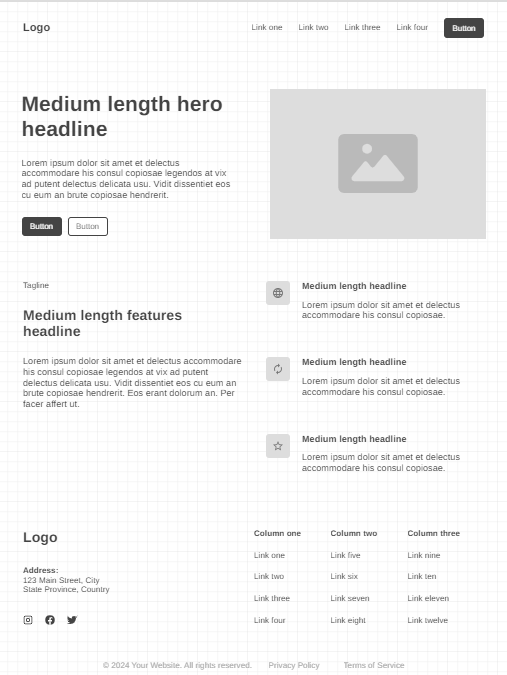 Logo
Link one
Link two
Link three
Link four
Button
Medium length hero
headline
Lorem ipsum dolor sit amet et delectus
accommodare his consul copiosae legendos at vix
ad putent delectus delicata usu. Vidit dissentiet eos
cu eum an brute copiosae hendrerit.
Button
Button
Tagline
Medium length features
headline
Lorem ipsum dolor sit amet et delectus accommodare
his consul copiosae legendos at vix ad putent
delectus delicata usu. Vidit dissentiet eos cu eum an
brute copiosae hendrerit. Eos erant dolorum an. Per
facer affert ut.
Medium length headline
Lorem ipsum dolor sit amet et delectus
accommodare his consul copiosae.
Medium length headline
Lorem ipsum dolor sit amet et delectus
accommodare his consul copiosae.
Medium length headline
Lorem ipsum dolor sit amet et delectus
accommodare his consul copiosae.
Logo
Address:
123 Main Street, City
State Province, Country
Column one
Link one
Link two
Link three
Link four
Column two
Link five
Link six
Link seven
Link eight
Column three
Link nine
Link ten
Link eleven
Link twelve
© 2024 Your Website. All rights reserved.
Privacy Policy
Terms of Service